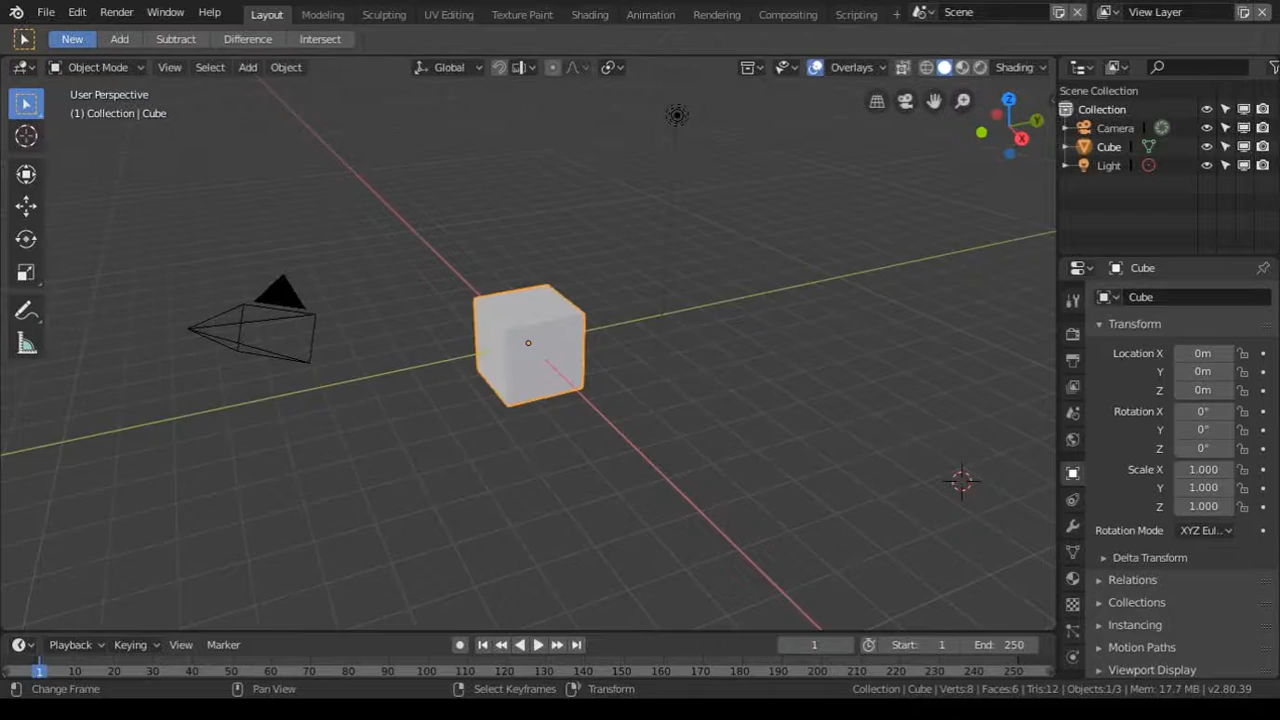 File Edit Render Window Help Layout Modeling Sculpting UV Editing Texture Paint Shading Animation Rendering Compositing Scripting + Scene View Layer
New Add Subtract Difference Intersect
Object Mode View Select Add Object Global Overlays Shading
User Perspective
(1) Collection | Cube
Z
Y
X
Scene Collection
Collection
Camera
Cube
Light
Cube
Cube
Transform
Location X 0m
Y 0m
Z 0m
Rotation X 0°
Y 0°
Z 0°
Scale X 1.000
Y 1.000
Z 1.000
Rotation Mode XYZ Eul..
Delta Transform
Relations
Collections
Instancing
Motion Paths
Viewport Display
Playback Keying View Marker 1 Start: 1 End: 250
1 10 20 30 40 50 60 70 80 90 100 110 120 130 140 150 160 170 180 190 200 210 220 230 240 250
Change Frame Pan View Select Keyframes Transform Collection | Cube | Verts:8 | Faces:6 | Tris:12 | Objects:1/3 | Mem: 17.7 MB | v2.80.39